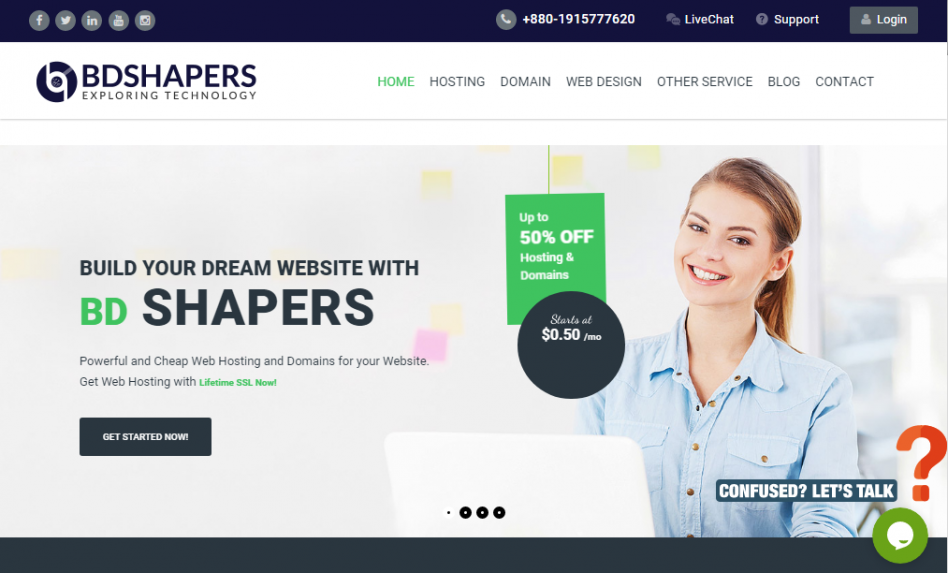 +880-1915777620 LiveChat Support Login
BDSHAPERS
EXPLORING TECHNOLOGY
HOME HOSTING DOMAIN WEB DESIGN OTHER SERVICE BLOG CONTACT
BUILD YOUR DREAM WEBSITE WITH
BD SHAPERS
Powerful and Cheap Web Hosting and Domains for your Website.
Get Web Hosting with Lifetime SSL Now!
GET STARTED NOW!
Up to
50% OFF
Hosting &
Domains
Starts at
$0.50 /mo
CONFUSED? LET'S TALK ?